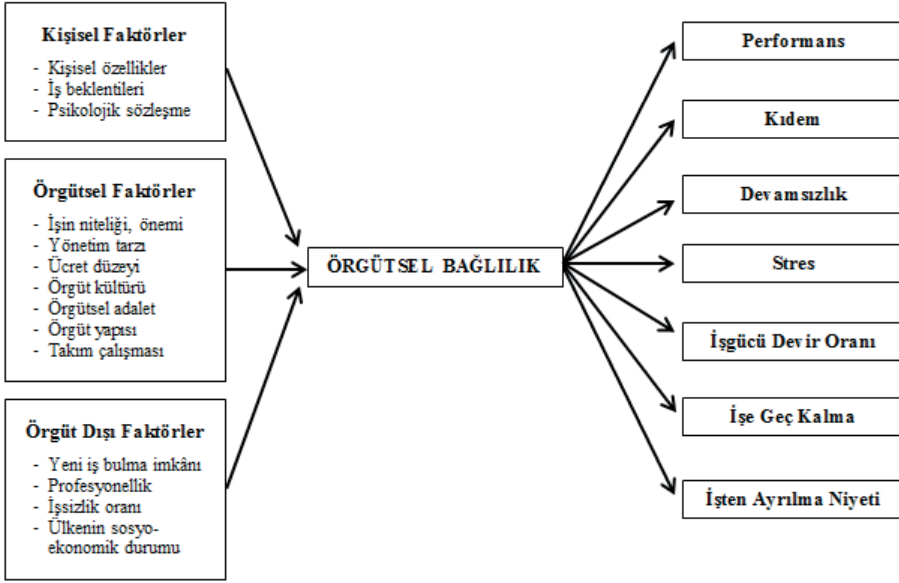 Kişisel Faktörler
- Kişisel özellikler
- İş beklentileri
- Psikolojik sözleşme
Örgütsel Faktörler
- İşin niteliği, önemi
- Yönetim tarzı
- Ücret düzeyi
- Örgüt kültürü
- Örgütsel adalet
- Örgüt yapısı
- Takım çalışması
Örgüt Dışı Faktörler
- Yeni iş bulma imkânı
- Profesyonellik
- İşsizlik oranı
- Ülkenin sosyo-
ekonomik durumu
ÖRGÜTSEL BAĞLILIK
Performans
Kıdem
Devamsızlık
Stres
İşgücü Devir Oranı
İşe Geç Kalma
İşten Ayrılma Niyeti